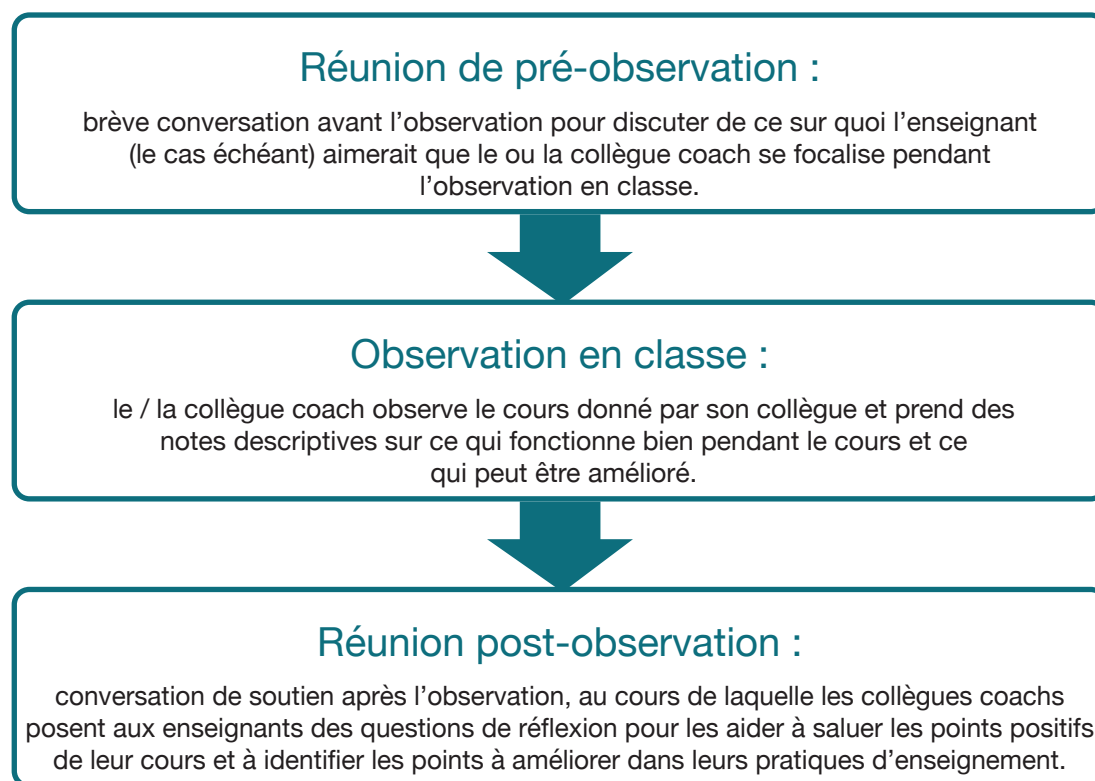 Réunion de pré-observation :
brève conversation avant l’observation pour discuter de ce sur quoi l’enseignant
(le cas échéant) aimerait que le ou la collègue coach se focalise pendant
l’observation en classe.
Observation en classe :
le / la collègue coach observe le cours donné par son collègue et prend des
notes descriptives sur ce qui fonctionne bien pendant le cours et ce
qui peut être amélioré.
Réunion post-observation :
conversation de soutien après l’observation, au cours de laquelle les collègues coachs
posent aux enseignants des questions de réflexion pour les aider à saluer les points positifs
de leur cours et à identifier les points à améliorer dans leurs pratiques d’enseignement.